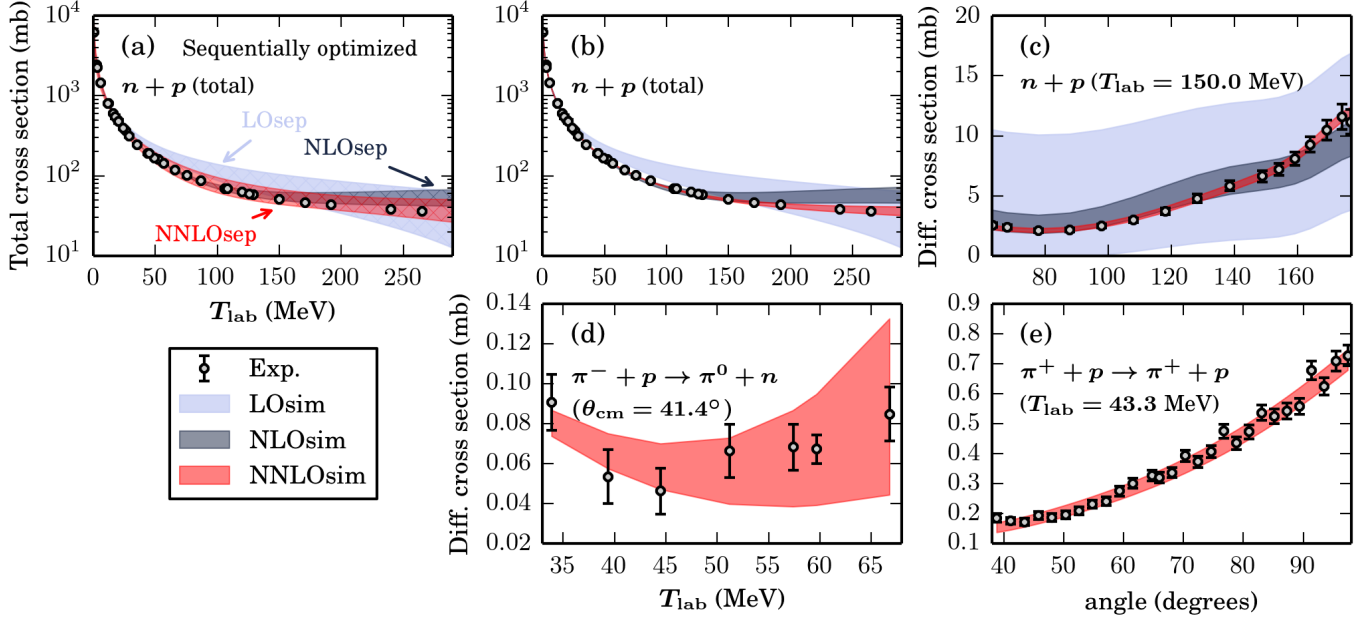 Total cross section (mb)
10^4
10^3
10^2
10^1
(a) Sequentially optimized
n + p (total)
LOsep
NLOsep
NNLOsep
0 50 100 150 200 250
T_lab (MeV)
10^4
10^3
10^2
10^1
(b)
n + p (total)
0 50 100 150 200 250
Diff. cross section (mb)
20
15
10
5
0
(c)
n + p (T_lab = 150.0 MeV)
80 100 120 140 160
Exp.
LOsim
NLOsim
NNLOsim
Diff. cross section (mb)
0.14
0.12
0.10
0.08
0.06
0.04
0.02
(d)
π⁻ + p → π⁰ + n
(θ_cm = 41.4°)
35 40 45 50 55 60 65
T_lab (MeV)
0.9
0.8
0.7
0.6
0.5
0.4
0.3
0.2
0.1
(e)
π⁺ + p → π⁺ + p
(T_lab = 43.3 MeV)
40 50 60 70 80 90
angle (degrees)